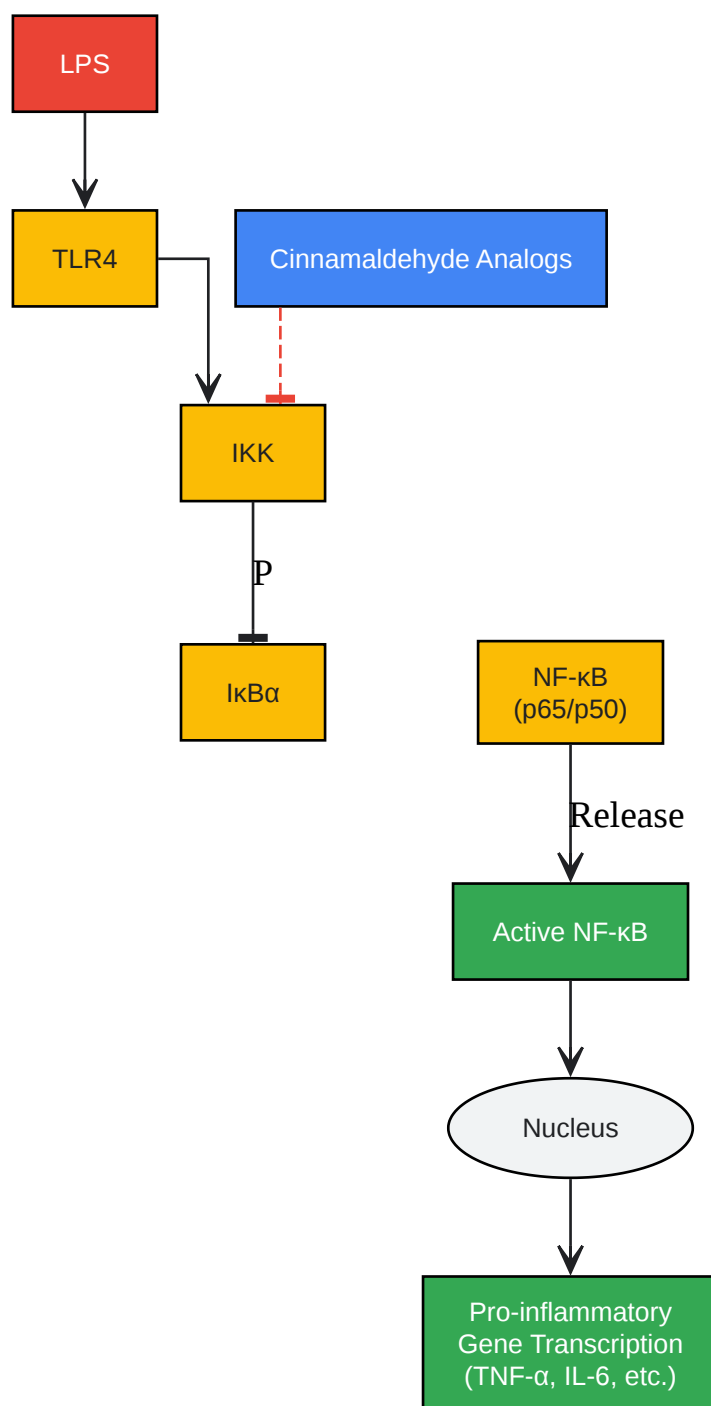 LPS
TLR4
Cinnamaldehyde Analogs
IKK
P
IκBα
NF-κB
(p65/p50)
Release
Active NF-κB
Nucleus
Pro-inflammatory
Gene Transcription
(TNF-α, IL-6, etc.)